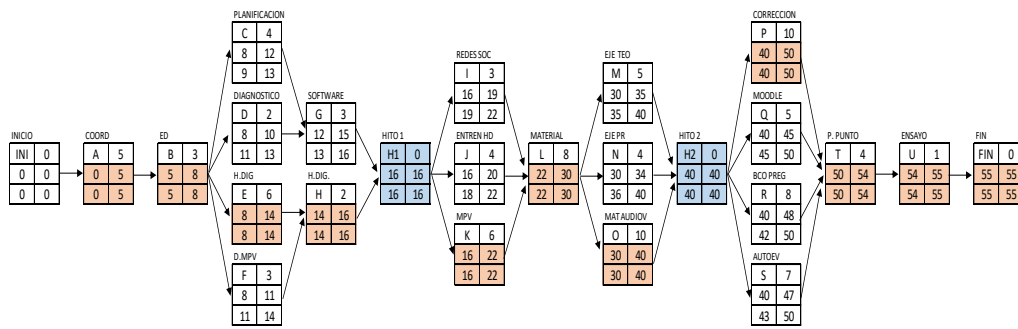 INICIO
INI 0
0 0
0 0
COORD
A 5
0 5
0 5
ED
B 3
5 8
5 8
PLANIFICACION
C 4
8 12
9 13
DIAGNOSTICO
D 2
8 10
11 13
H.DIG
E 6
8 14
8 14
D.MPV
F 3
8 11
11 14
SOFTWARE
G 3
12 15
13 16
H.DIG.
H 2
14 16
14 16
HITO 1
H1 0
16 16
16 16
REDES SOC
I 3
16 19
19 22
ENTREN HD
J 4
16 20
18 22
MPV
K 6
16 22
16 22
MATERIAL
L 8
22 30
22 30
EJE TEO
M 5
30 35
35 40
EJE PR
N 4
30 34
36 40
MAT AUDIOV
O 10
30 40
30 40
HITO 2
H2 0
40 40
40 40
CORRECCION
P 10
40 50
40 50
MOODLE
Q 5
40 45
45 50
BCO PREG
R 8
40 48
42 50
AUTOEV
S 7
40 47
43 50
P. PUNTO
T 4
50 54
50 54
ENSAYO
U 1
54 55
54 55
FIN
FIN 0
55 55
55 55